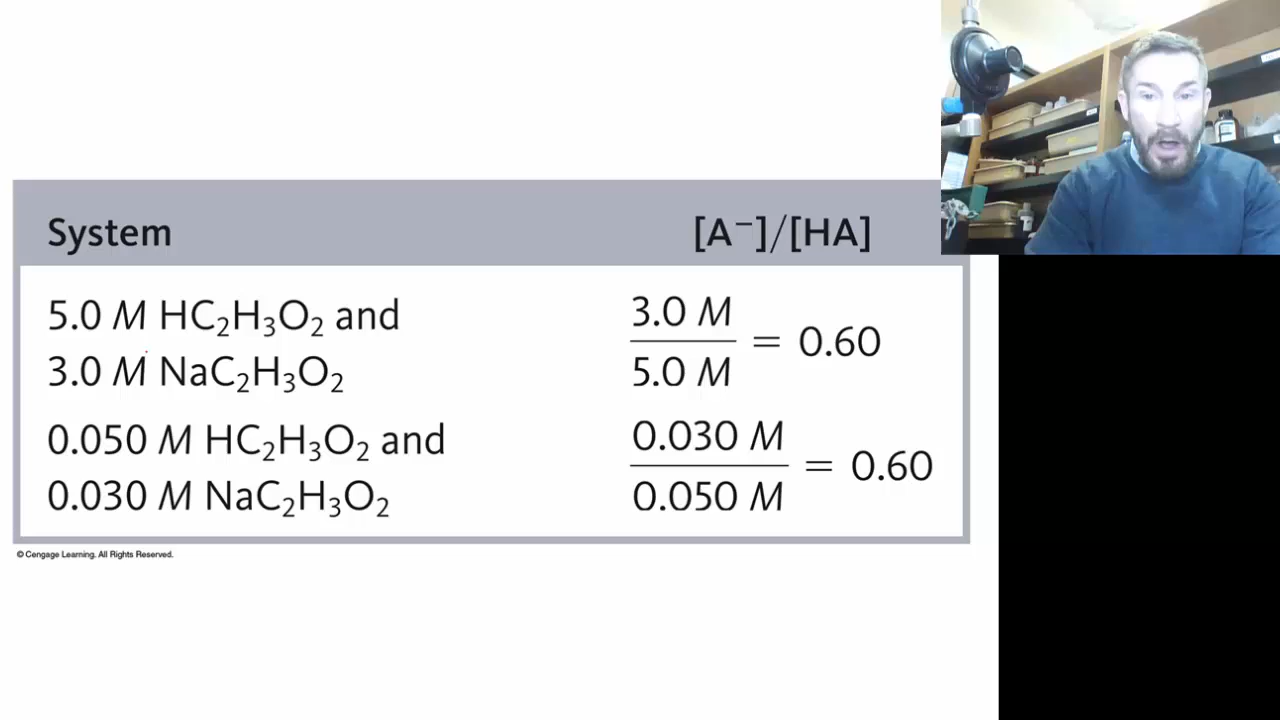 System [A⁻]/[HA]
5.0 M HC₂H₃O₂ and
3.0 M NaC₂H₃O₂
3.0 M
5.0 M
= 0.60
0.050 M HC₂H₃O₂ and
0.030 M NaC₂H₃O₂
0.030 M
0.050 M
= 0.60
© Cengage Learning. All Rights Reserved.